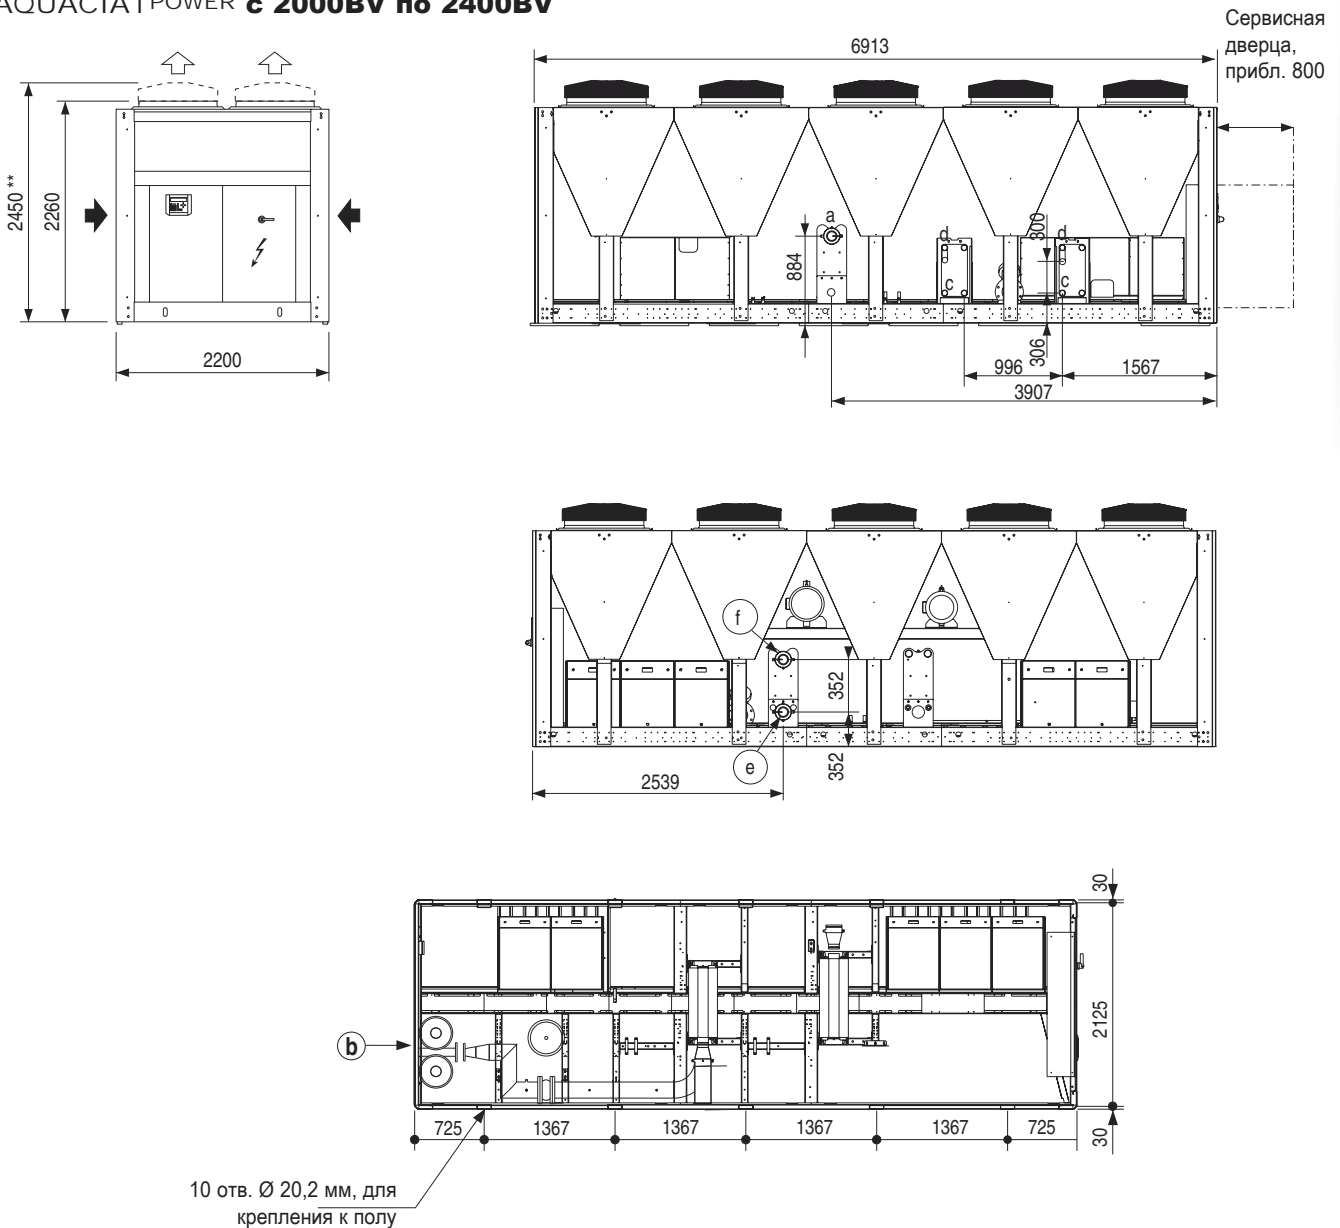 AQUACIATPOWER с 2000BV по 2400BV
Сервисная
дверца,
прибл. 800
6913
2450 **
2260
2200
a
884
d
d
c
c
300
306
996
1567
3907
f
352
e
352
2539
30
b
2125
725
1367
1367
1367
1367
725
30
10 отв. Ø 20,2 мм, для
крепления к полу